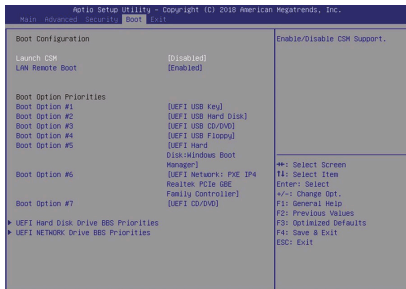 Aptio Setup Utility – Copyright (C) 2018 American Megatrends, Inc.
Main Advanced Security Boot Exit
Boot Configuration
Launch CSM [Disabled]
LAN Remote Boot [Enabled]
Boot Option Priorities
Boot Option #1 [UEFI USB Key]
Boot Option #2 [UEFI USB Hard Disk]
Boot Option #3 [UEFI USB CD/DVD]
Boot Option #4 [UEFI USB Floppy]
Boot Option #5 [UEFI Hard
Disk:Windows Boot
Manager]
Boot Option #6 [UEFI Network: PXE IP4
Realtek PCIe GBE
Family Controller]
Boot Option #7 [UEFI CD/DVD]
UEFI Hard Disk Drive BBS Priorities
UEFI NETWORK Drive BBS Priorities
Enable/Disable CSM Support.
: Select Screen
: Select Item
Enter: Select
+/-: Change Opt.
F1: General Help
F2: Previous Values
F3: Optimized Defaults
F4: Save & Exit
ESC: Exit